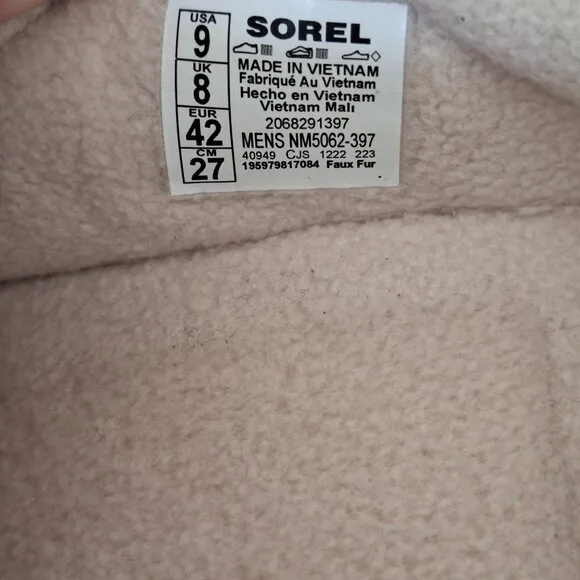 USA
9
UK
8
EUR
42
CM
27
SOREL
MADE IN VIETNAM
Fabriqué Au Vietnam
Hecho en Vietnam
Vietnam Malı
2068291397
MENS NM5062-397
40949 CJS 1222 223
195979817084 Faux Fur